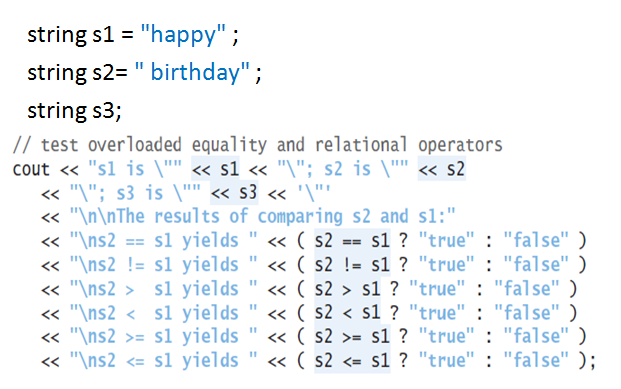 string s1 = "happy" ;
string s2= " birthday" ;
string s3;
// test overloaded equality and relational operators
cout << "s1 is \"" << s1 << "\"; s2 is \"" << s2
<< "\"; s3 is \"" << s3 << '\"'
<< "\n\nThe results of comparing s2 and s1:"
<< "\ns2 == s1 yields " << ( s2 == s1 ? "true" : "false" )
<< "\ns2 != s1 yields " << ( s2 != s1 ? "true" : "false" )
<< "\ns2 >  s1 yields " << ( s2 > s1 ? "true" : "false" )
<< "\ns2 <  s1 yields " << ( s2 < s1 ? "true" : "false" )
<< "\ns2 >= s1 yields " << ( s2 >= s1 ? "true" : "false" )
<< "\ns2 <= s1 yields " << ( s2 <= s1 ? "true" : "false" );